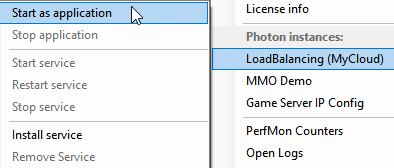 Start as application
Stop application
Start service
Restart service
Stop service
Install service
Remove Service
License info
Photon instances:
LoadBalancing (MyCloud)
MMO Demo
Game Server IP Config
PerfMon Counters
Open Logs